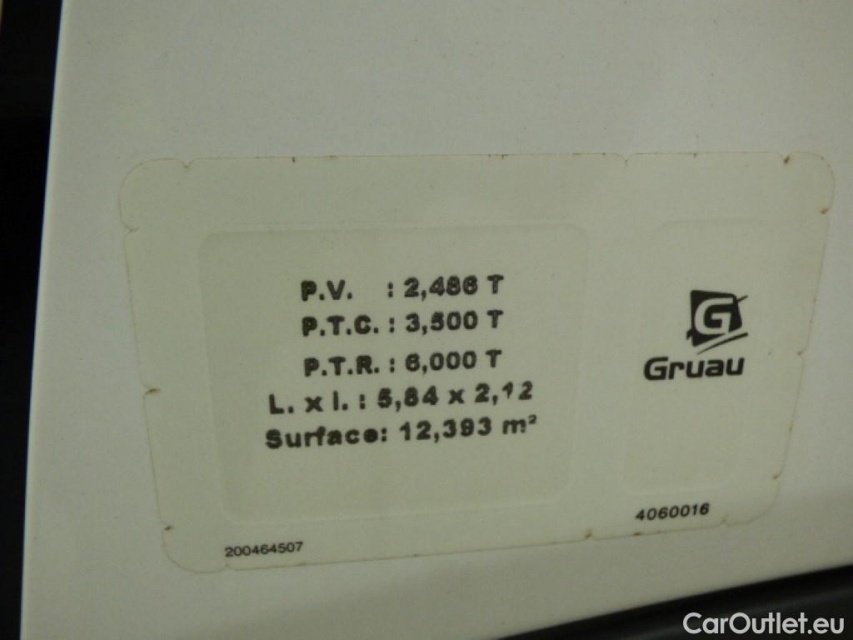 P.V. : 2,486 T
P.T.C. : 3,500 T
P.T.R. : 6,000 T
L. x l. : 5,84 x 2,12
Surface: 12,393 m²
G
Gruau
4060016
200464507
CarOutlet.eu